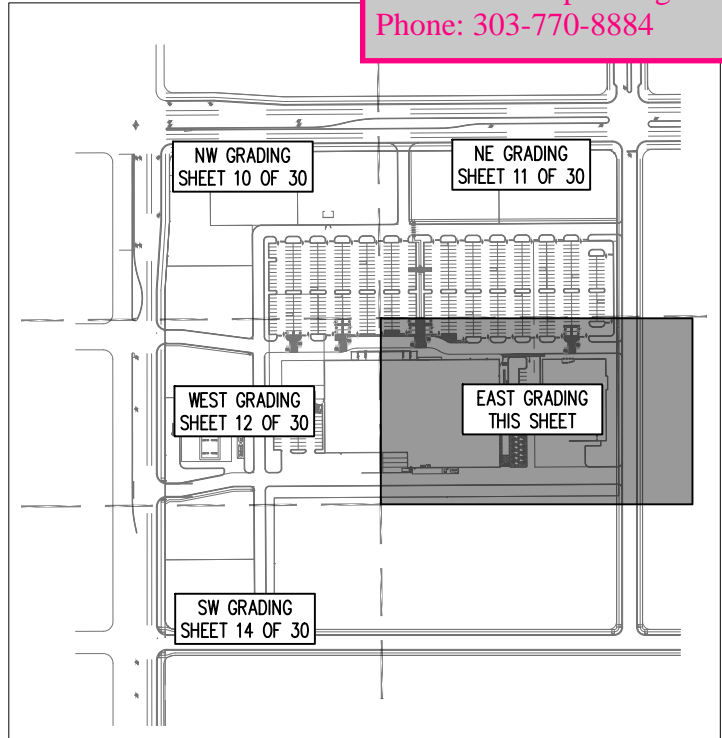 Phone: 303-770-8884
NW GRADING
SHEET 10 OF 30
NE GRADING
SHEET 11 OF 30
WEST GRADING
SHEET 12 OF 30
EAST GRADING
THIS SHEET
SW GRADING
SHEET 14 OF 30